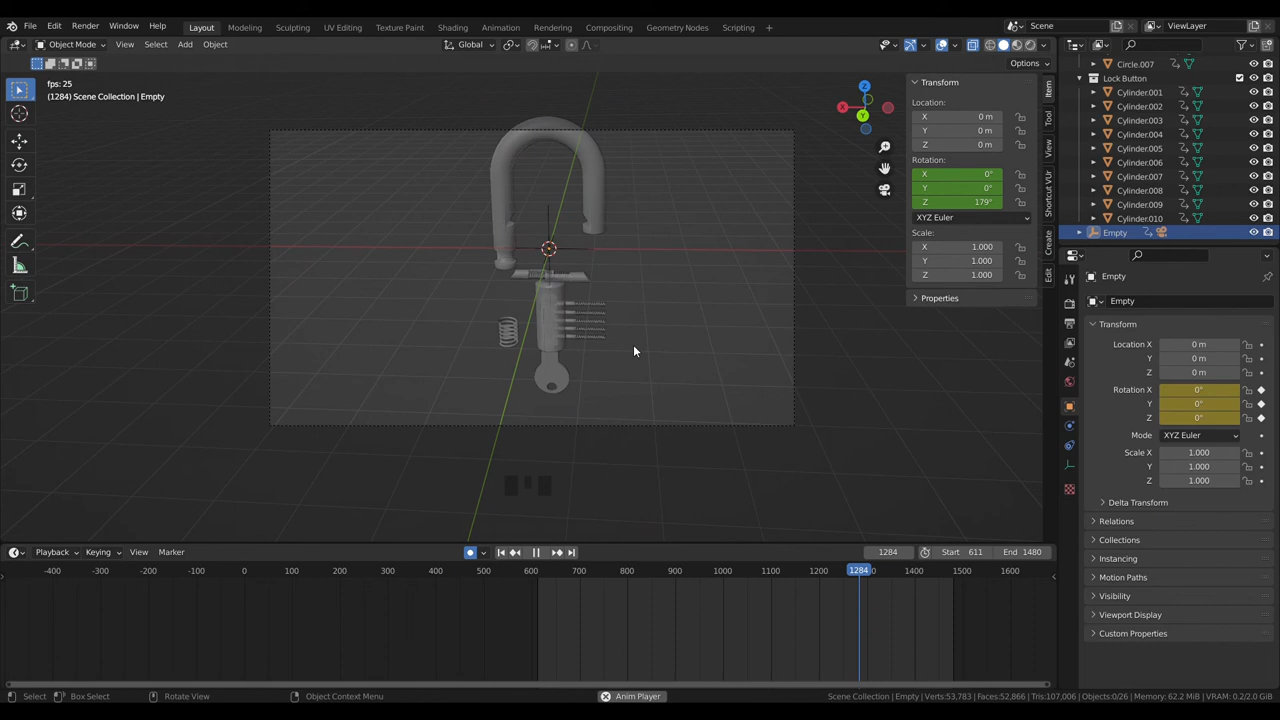 File Edit Render Window Help Layout Modeling Sculpting UV Editing Texture Paint Shading Animation Rendering Compositing Geometry Nodes Scripting + Scene ViewLayer
Object Mode View Select Add Object Global
Options
fps: 25
(1284) Scene Collection | Empty
Transform
Location:
X 0 m
Y 0 m
Z 0 m
Rotation:
X 0°
Y 0°
Z 179°
XYZ Euler
Scale:
X 1.000
Y 1.000
Z 1.000
Properties
Item
Tool
View
Shortcut VUr
Create
Edit
X
Y
Z
Circle.007
Lock Button
Cylinder.001
Cylinder.002
Cylinder.003
Cylinder.004
Cylinder.005
Cylinder.006
Cylinder.007
Cylinder.008
Cylinder.009
Cylinder.010
Empty
Empty
Empty
Transform
Location X 0 m
Y 0 m
Z 0 m
Rotation X 0°
Y 0°
Z 0°
Mode XYZ Euler
Scale X 1.000
Y 1.000
Z 1.000
Delta Transform
Relations
Collections
Instancing
Motion Paths
Visibility
Viewport Display
Custom Properties
Playback Keying View Marker 1284 Start 611 End 1480
-400 -300 -200 -100 0 100 200 300 400 500 600 700 800 900 1000 1100 1200 1284 1400 1500 1600
Select Box Select Rotate View Object Context Menu Anim Player Scene Collection | Empty | Verts:53,783 | Faces:52,866 | Tris:107,006 | Objects:0/26 | Memory: 62.2 MiB | VRAM: 0.2/2.0 GiB